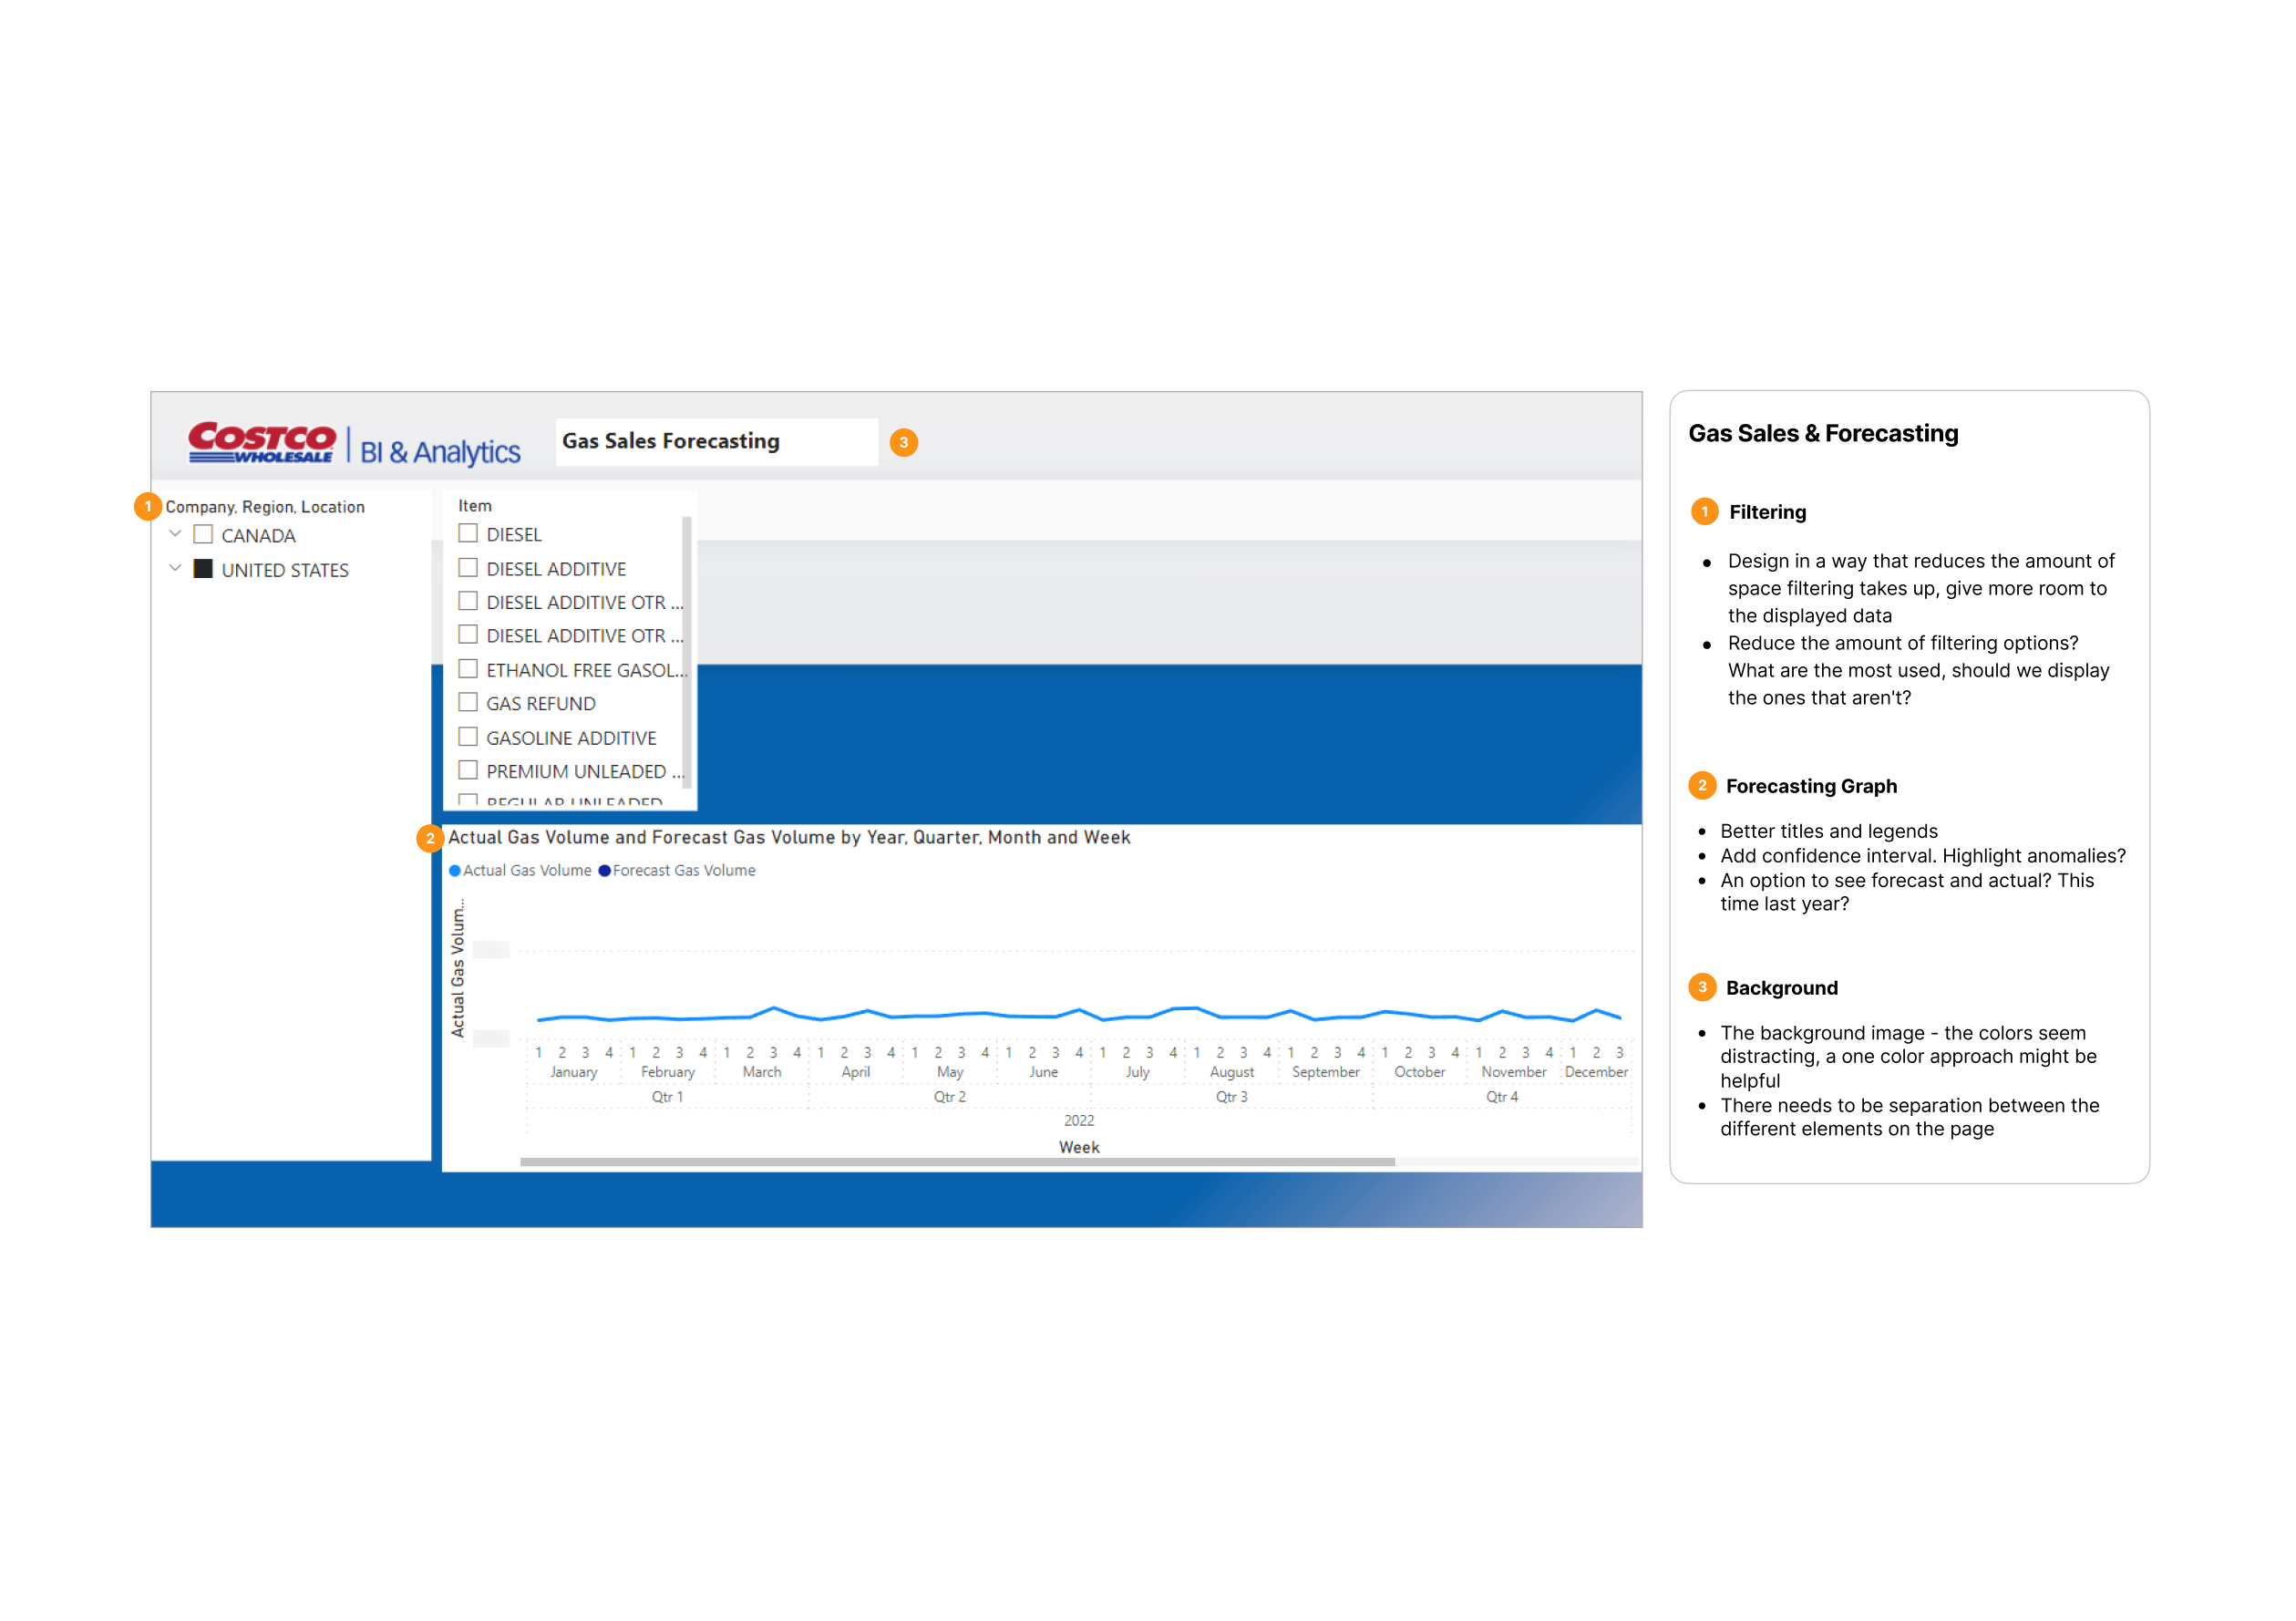 COSTCO
WHOLESALE
BI & Analytics
Gas Sales Forecasting
3
1
Company, Region, Location
CANADA
UNITED STATES
Item
DIESEL
DIESEL ADDITIVE
DIESEL ADDITIVE OTR ...
DIESEL ADDITIVE OTR ...
ETHANOL FREE GASOL...
GAS REFUND
GASOLINE ADDITIVE
PREMIUM UNLEADED ...
REGULAR UNLEADED
2
Actual Gas Volume and Forecast Gas Volume by Year, Quarter, Month and Week
Actual Gas Volume Forecast Gas Volume
Actual Gas Volum...
1 2 3 4 1 2 3 4 1 2 3 4 1 2 3 4 1 2 3 4 1 2 3 4 1 2 3 4 1 2 3 4 1 2 3 4 1 2 3 4 1 2 3 4 1 2 3
January February March April May June July August September October November December
Qtr 1 Qtr 2 Qtr 3 Qtr 4
2022
Week
Gas Sales & Forecasting
1 Filtering
• Design in a way that reduces the amount of
space filtering takes up, give more room to
the displayed data
• Reduce the amount of filtering options?
What are the most used, should we display
the ones that aren't?
2 Forecasting Graph
• Better titles and legends
• Add confidence interval. Highlight anomalies?
• An option to see forecast and actual? This
time last year?
3 Background
• The background image - the colors seem
distracting, a one color approach might be
helpful
• There needs to be separation between the
different elements on the page